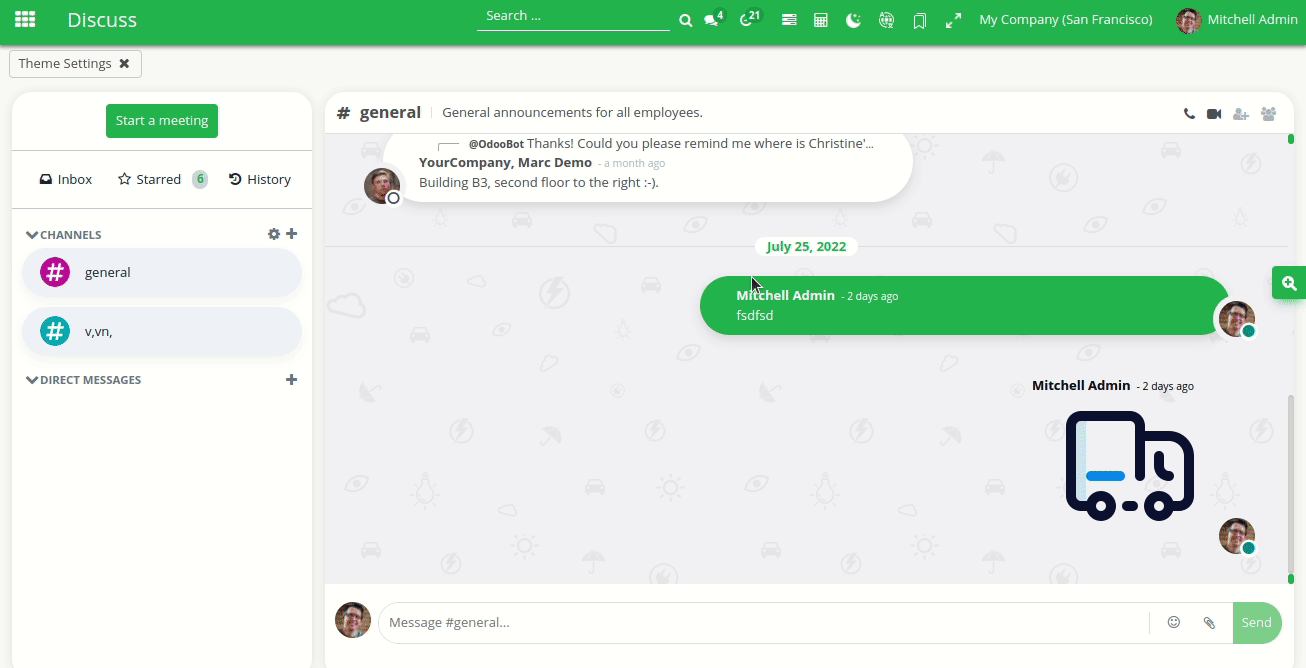 Discuss
Search ...
4
21
My Company (San Francisco)
Mitchell Admin
Theme Settings ✖
Start a meeting
Inbox
Starred 6
History
CHANNELS
# general
# v,vn,
DIRECT MESSAGES
# general
General announcements for all employees.
@OdooBot Thanks! Could you please remind me where is Christine'...
YourCompany, Marc Demo - a month ago
Building B3, second floor to the right :-).
July 25, 2022
Mitchell Admin - 2 days ago
fsdfsd
Mitchell Admin - 2 days ago
Message #general...
Send